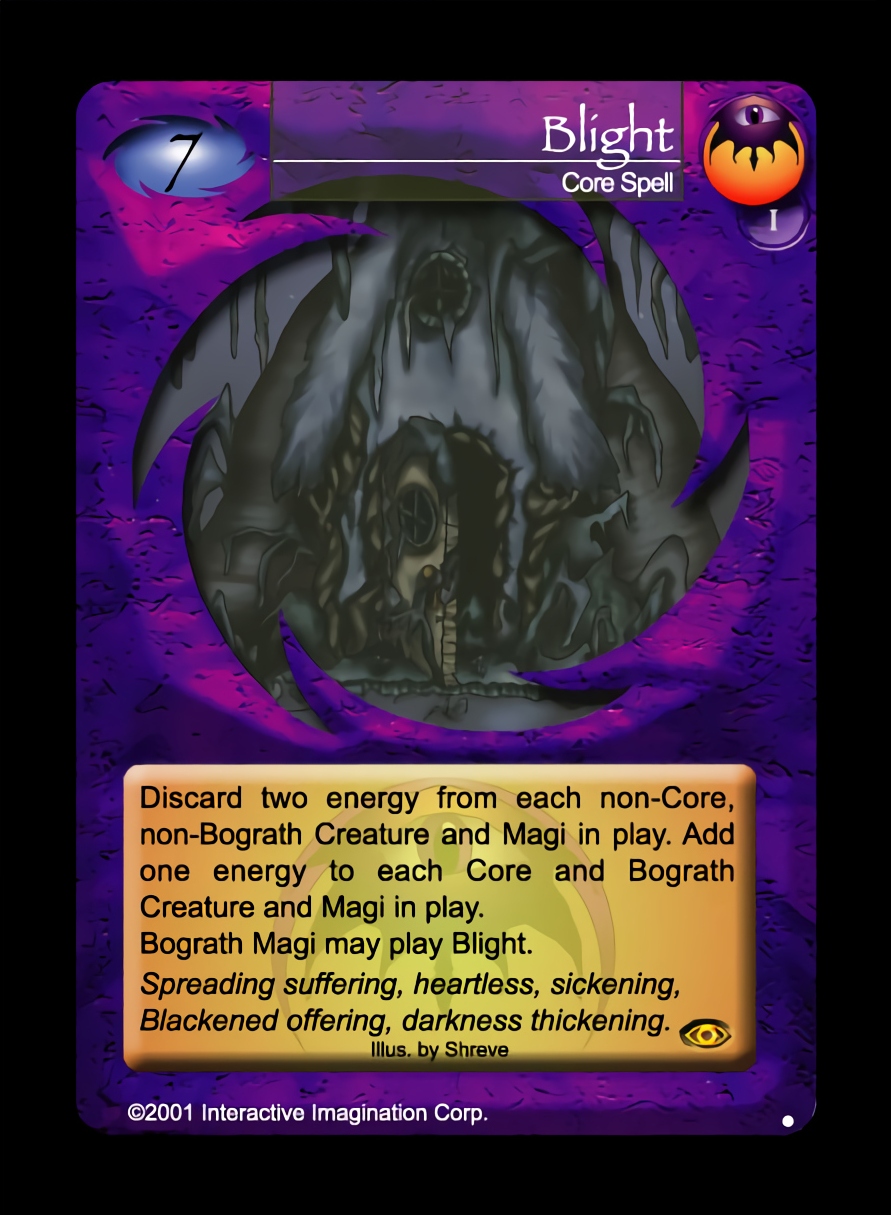 7
Blight
Core Spell
I
Discard two energy from each non-Core,
non-Bograth Creature and Magi in play. Add
one energy to each Core and Bograth
Creature and Magi in play.
Bograth Magi may play Blight.
Spreading suffering, heartless, sickening,
Blackened offering, darkness thickening.
Illus. by Shreve
©2001 Interactive Imagination Corp.